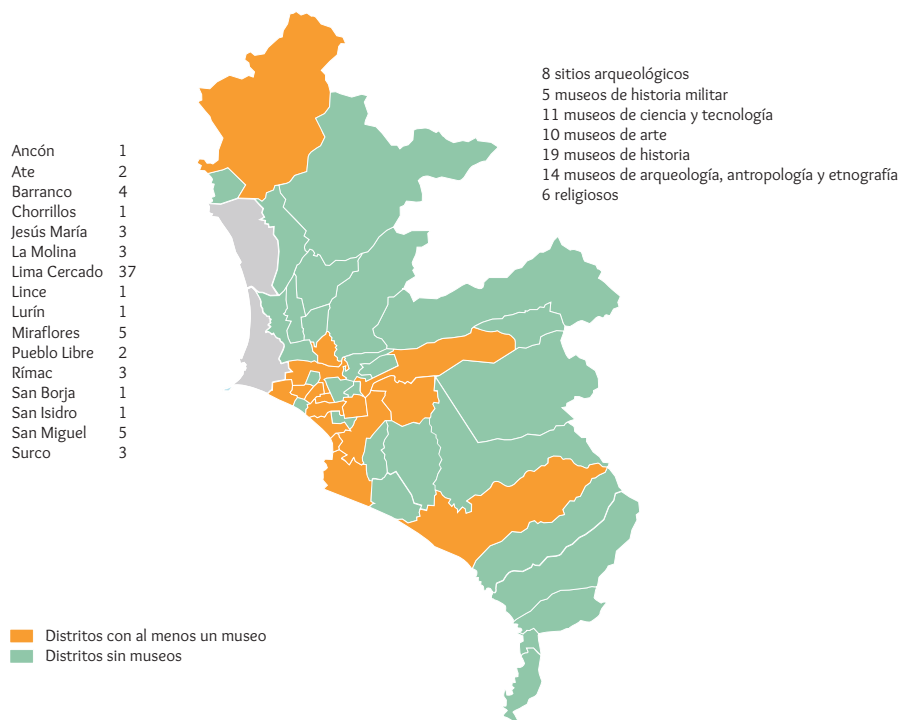 8 sitios arqueológicos
5 museos de historia militar
11 museos de ciencia y tecnología
10 museos de arte
19 museos de historia
14 museos de arqueología, antropología y etnografía
6 religiosos
Ancón 1
Ate 2
Barranco 4
Chorrillos 1
Jesús María 3
La Molina 3
Lima Cercado 37
Lince 1
Lurín 1
Miraflores 5
Pueblo Libre 2
Rímac 3
San Borja 1
San Isidro 1
San Miguel 5
Surco 3
Distritos con al menos un museo
Distritos sin museos